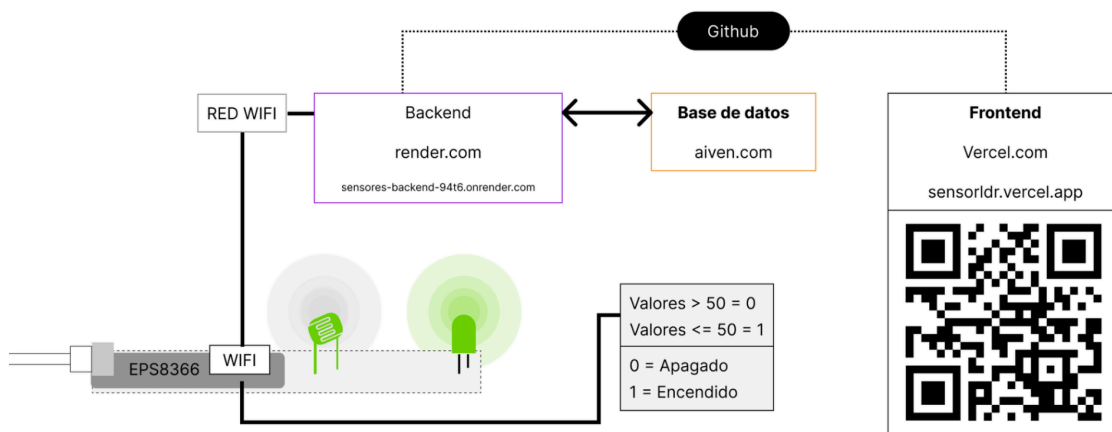 Github
RED WIFI
Backend
render.com
sensores-backend-94t6.onrender.com
Base de datos
aiven.com
Frontend
Vercel.com
sensorldr.vercel.app
Valores > 50 = 0
Valores <= 50 = 1
0 = Apagado
1 = Encendido
WIFI
EPS8366